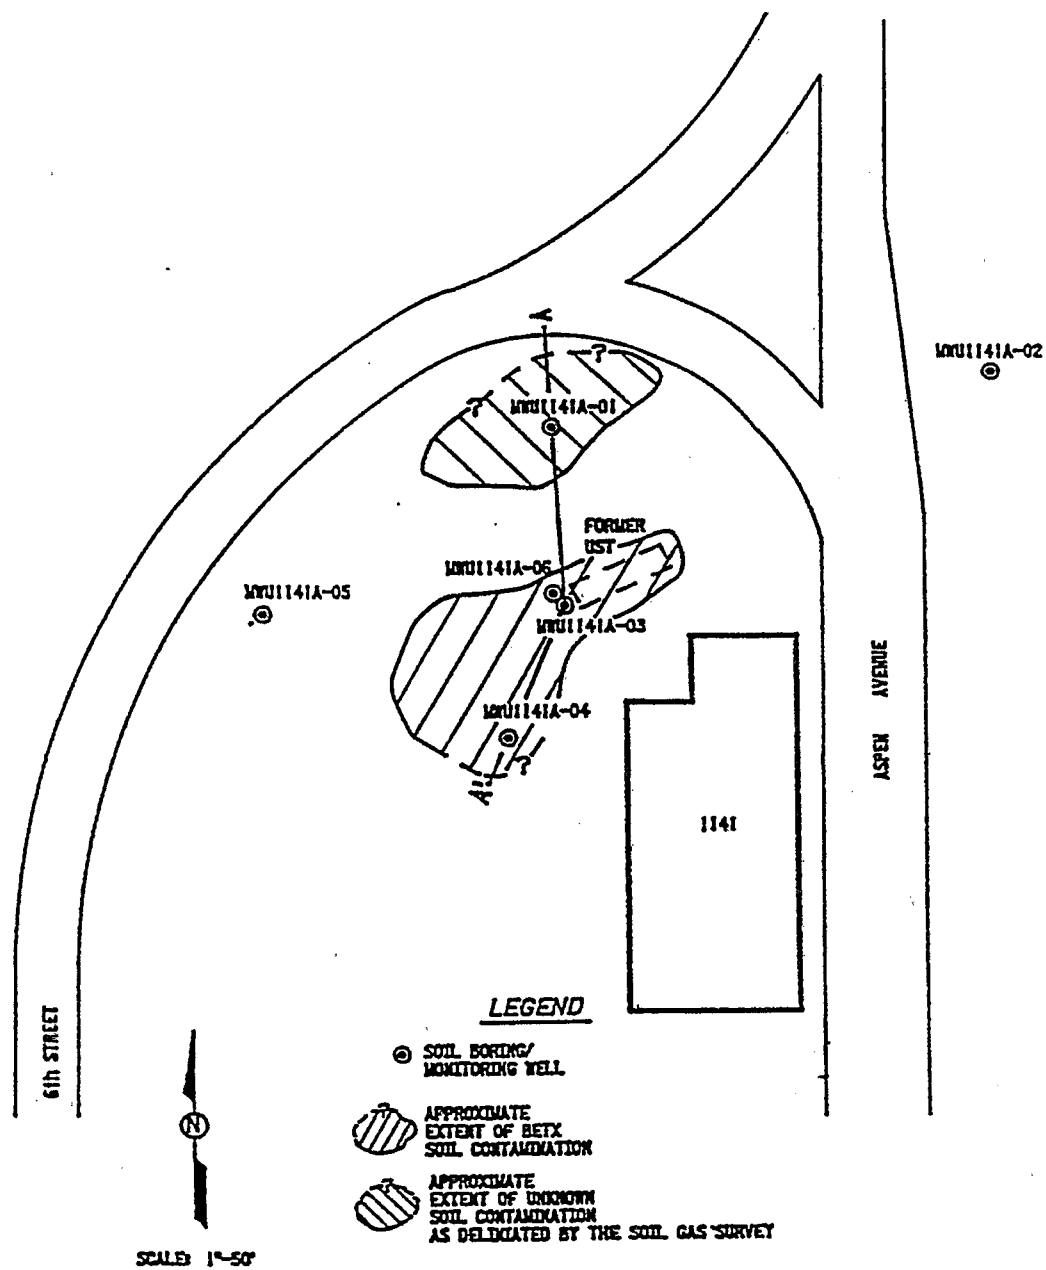 A
?
MWU1141A-02
?
MWU1141A-01
FORMER
UST
MWU1141A-06
MWU1141A-05
MWU1141A-03
MWU1141A-04
?
A'
ASPEN AVENUE
1141
6th STREET
LEGEND
SOIL BORING/
MONITORING WELL
N
?
APPROXIMATE
EXTENT OF BETX
SOIL CONTAMINATION
?
APPROXIMATE
EXTENT OF UNKNOWN
SOIL CONTAMINATION
AS DELINIATED BY THE SOIL GAS SURVEY
SCALE: 1"-50'